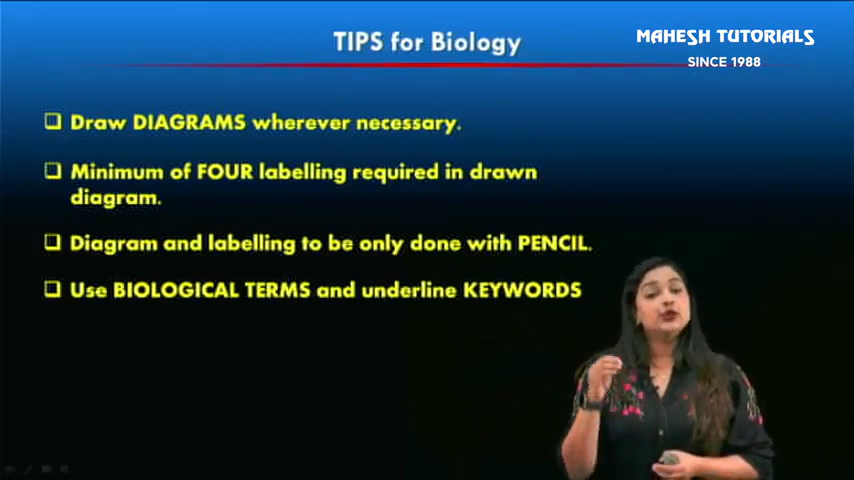 TIPS for Biology
MAHESH TUTORIALS
SINCE 1988
Draw DIAGRAMS wherever necessary.
Minimum of FOUR labelling required in drawn
diagram.
Diagram and labelling to be only done with PENCIL.
Use BIOLOGICAL TERMS and underline KEYWORDS